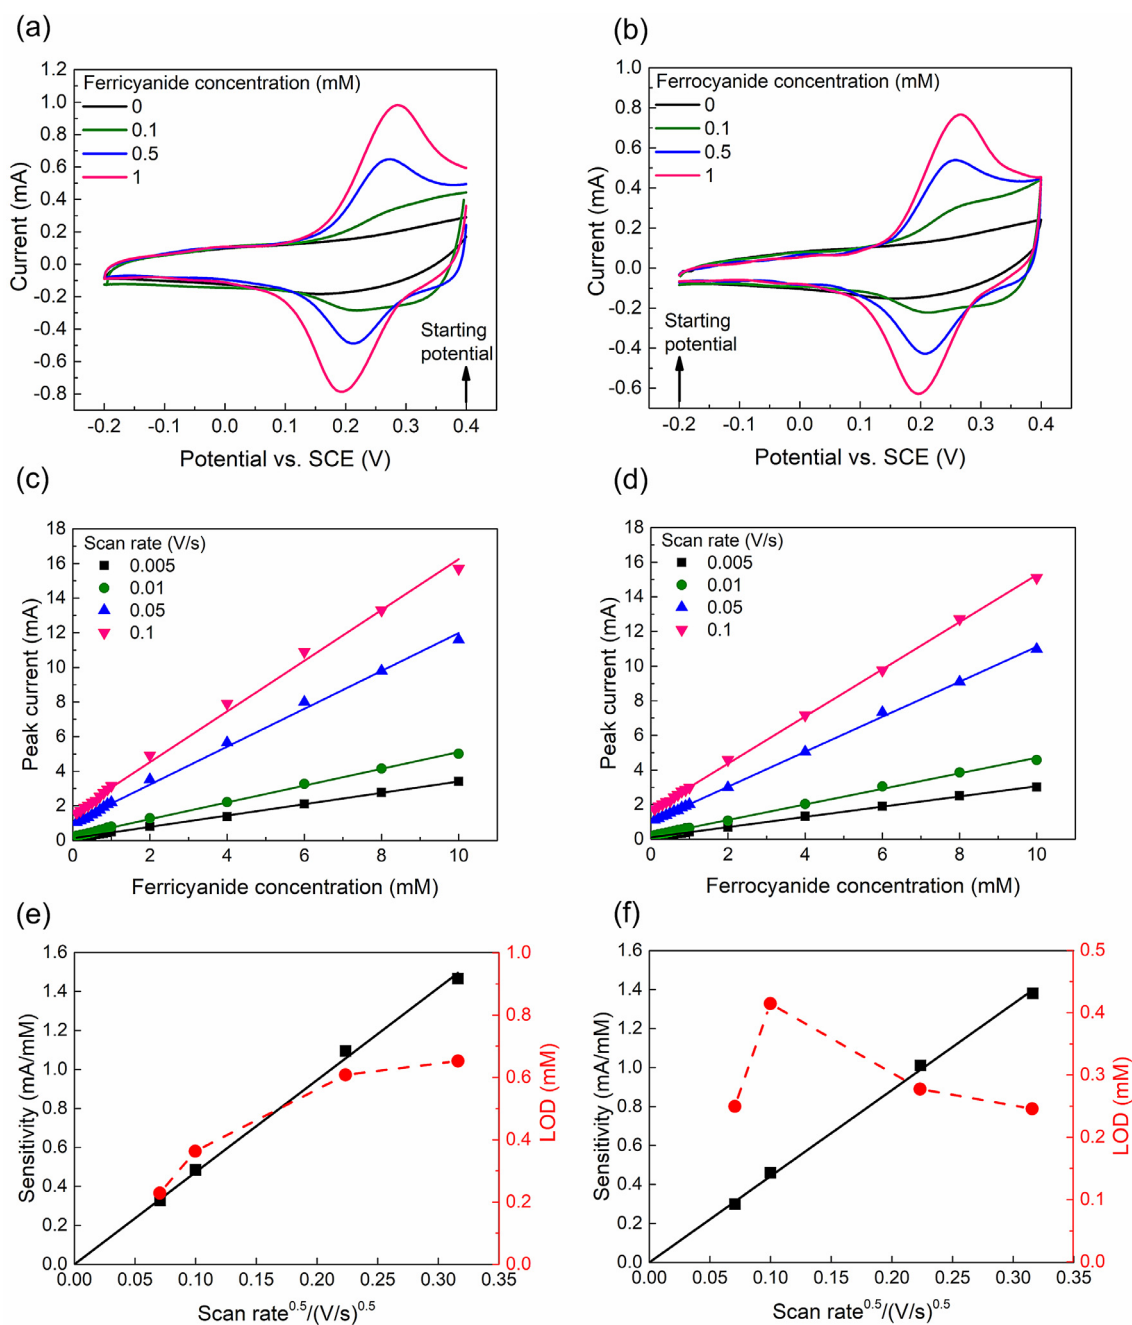 (a)
1.2
1.0
0.8
0.6
0.4
0.2
0.0
-0.2
-0.4
-0.6
-0.8
Current (mA)
Ferricyanide concentration (mM)
0
0.1
0.5
1
Starting
potential
-0.2 -0.1 0.0 0.1 0.2 0.3 0.4
Potential vs. SCE (V)
(b)
1.0
0.8
0.6
0.4
0.2
0.0
-0.2
-0.4
-0.6
Current (mA)
Ferrocyanide concentration (mM)
0
0.1
0.5
1
Starting
potential
-0.2 -0.1 0.0 0.1 0.2 0.3 0.4
Potential vs. SCE (V)
(c)
18
16
14
12
10
8
6
4
2
0
Peak current (mA)
Scan rate (V/s)
0.005
0.01
0.05
0.1
0 2 4 6 8 10
Ferricyanide concentration (mM)
(d)
18
16
14
12
10
8
6
4
2
0
Peak current (mA)
Scan rate (V/s)
0.005
0.01
0.05
0.1
0 2 4 6 8 10
Ferrocyanide concentration (mM)
(e)
1.6
1.4
1.2
1.0
0.8
0.6
0.4
0.2
0.0
Sensitivity (mA/mM)
1.0
0.8
0.6
0.4
0.2
0.0
LOD (mM)
0.00 0.05 0.10 0.15 0.20 0.25 0.30 0.35
Scan rate^0.5/(V/s)^0.5
(f)
1.6
1.4
1.2
1.0
0.8
0.6
0.4
0.2
0.0
Sensitivity (mA/mM)
0.5
0.4
0.3
0.2
0.1
0.0
LOD (mM)
0.00 0.05 0.10 0.15 0.20 0.25 0.30 0.35
Scan rate^0.5/(V/s)^0.5